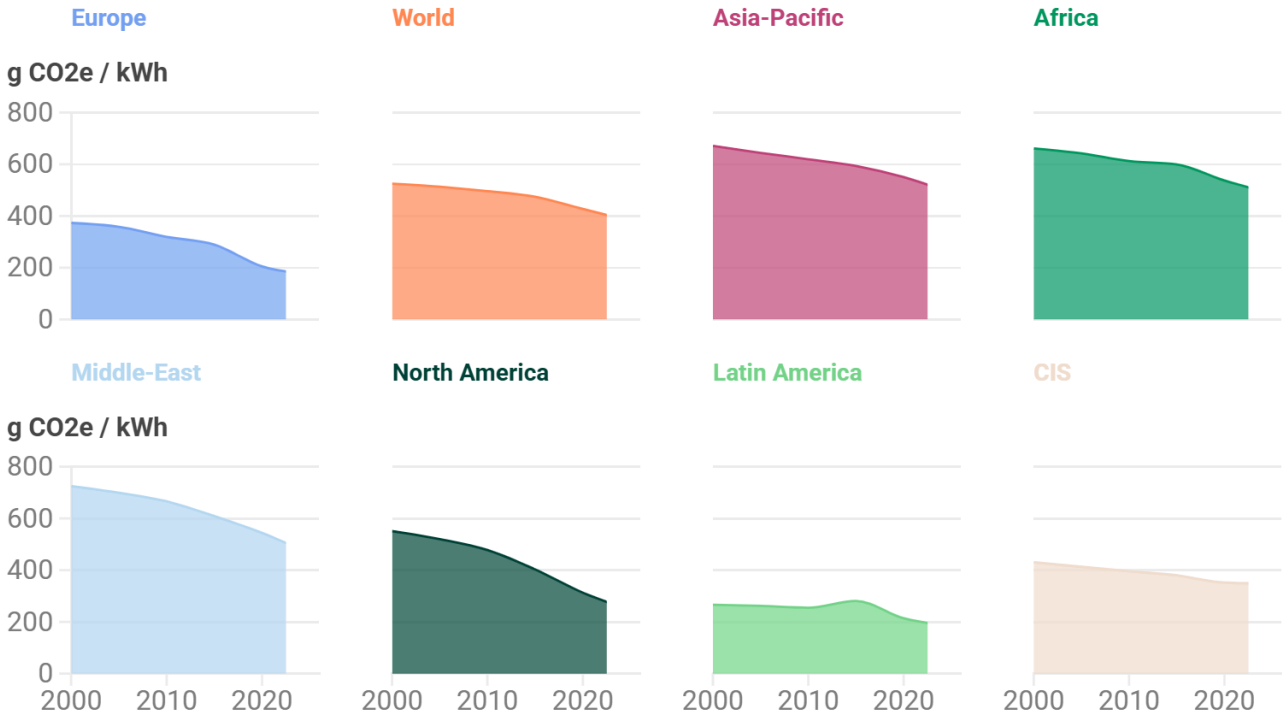 Europe World Asia-Pacific Africa
g CO2e / kWh
800
600
400
200
0
Middle-East North America Latin America CIS
g CO2e / kWh
800
600
400
200
0
2000 2010 2020 2000 2010 2020 2000 2010 2020 2000 2010 2020